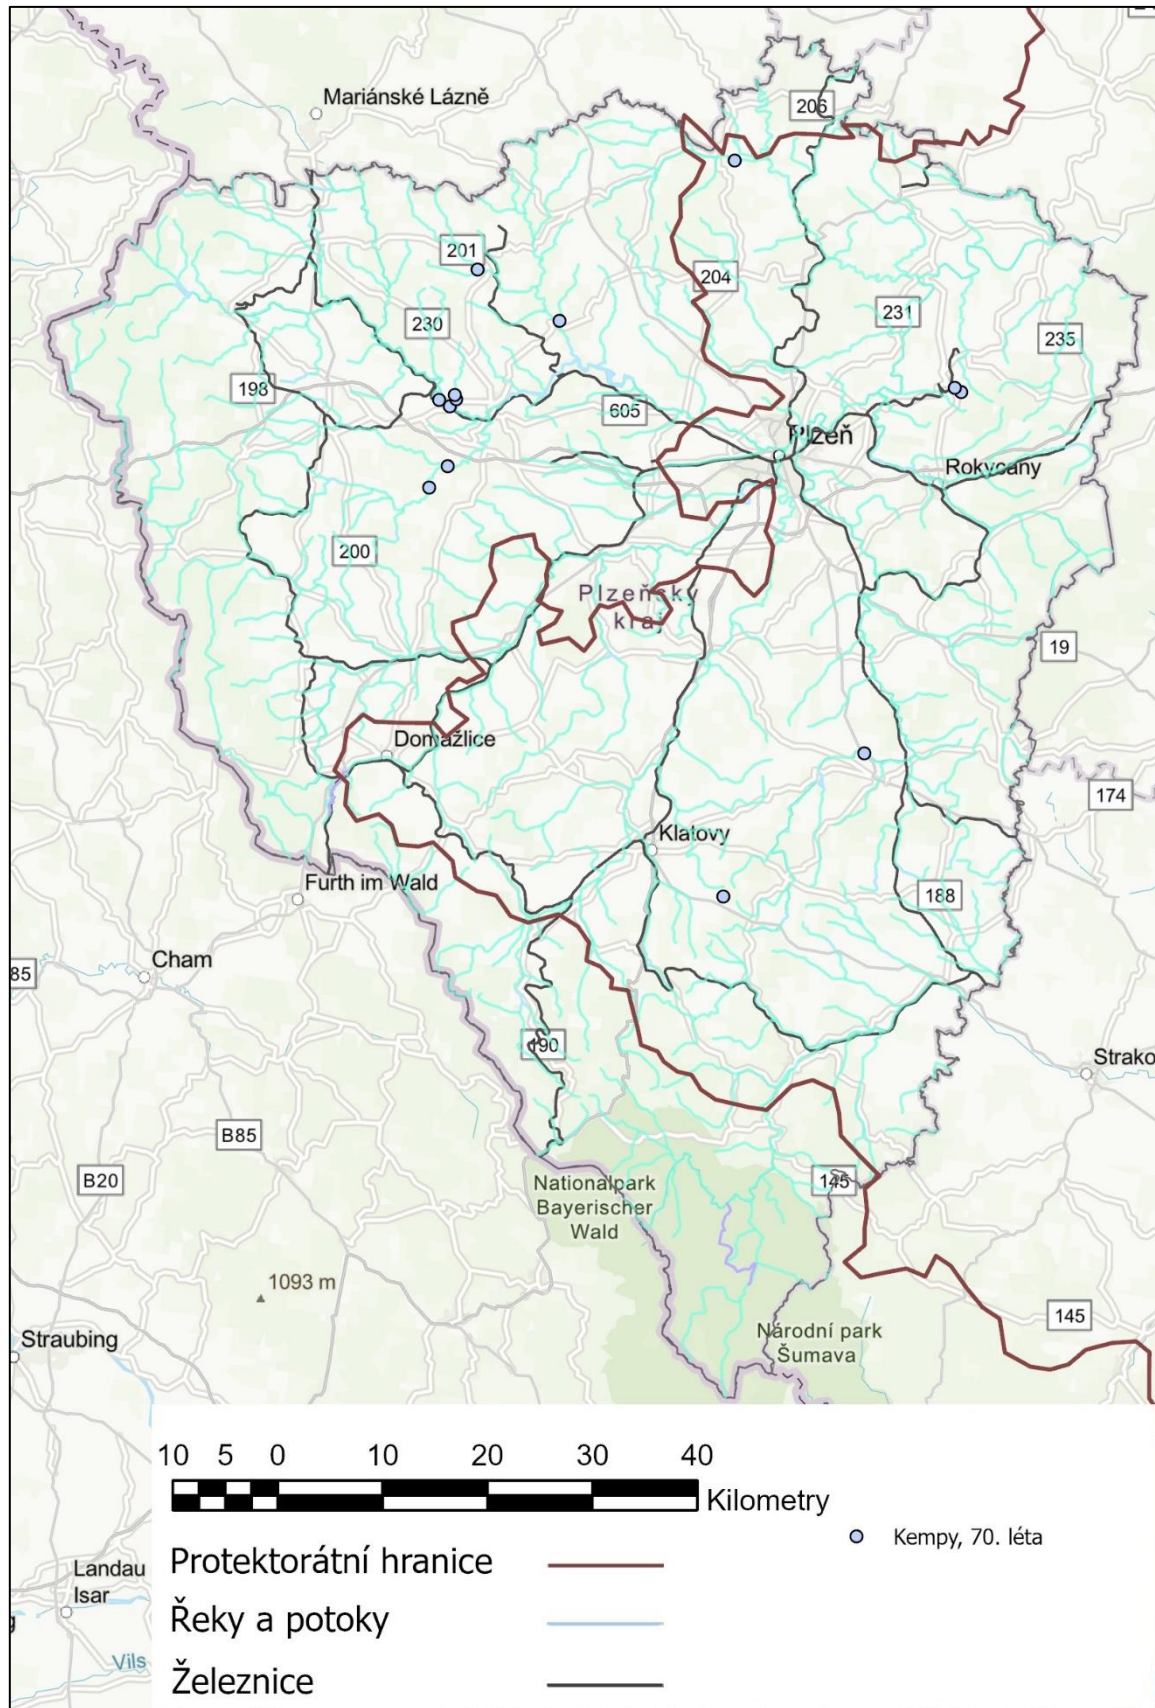 Mariánské Lázně
206
201
204
230
231
235
198
605
Plzeň
Rokycany
200
Plzeňský
kraj
19
Domažlice
174
Klatovy
Furth im Wald
188
85
Cham
190
Strako
B85
B20
Nationalpark
Bayerischer
Wald
145
1093 m
145
Straubing
Národní park
Šumava
10 5 0 10 20 30 40
Kilometry
Kempy, 70. léta
Protektorátní hranice
Landau
Isar
Řeky a potoky
Vils
Železnice